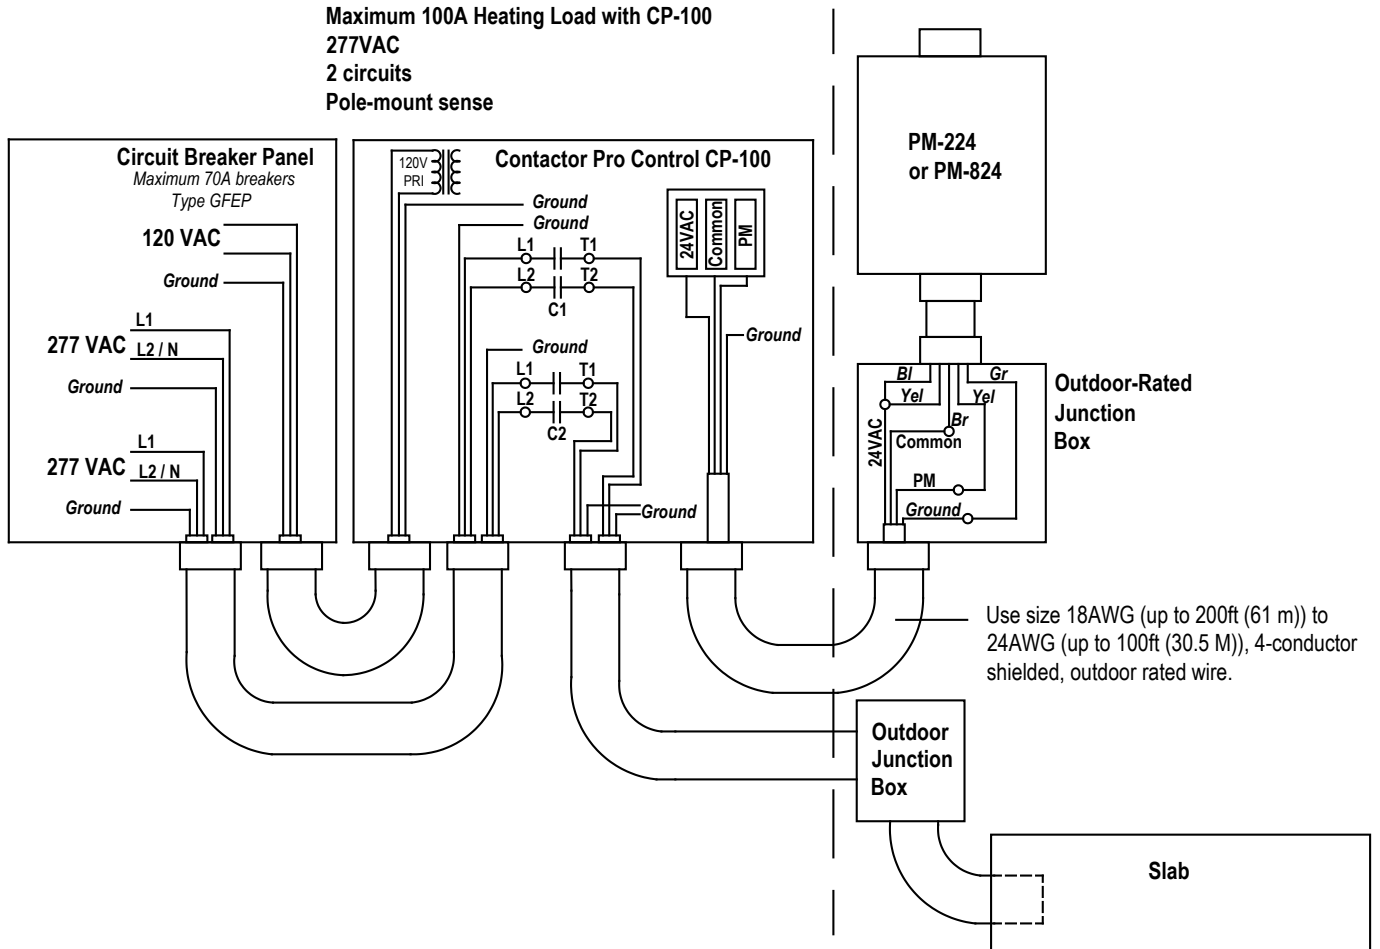 Maximum 100A Heating Load with CP-100
277VAC
2 circuits
Pole-mount sense
Circuit Breaker Panel
Maximum 70A breakers
Type GFEP
120 VAC
Ground
L1
277 VAC
L2 / N
Ground
L1
277 VAC
L2 / N
Ground
Contactor Pro Control CP-100
120V
PRI
Ground
Ground
L1
T1
L2
T2
C1
Ground
L1
T1
L2
T2
C2
Ground
24VAC
Common
PM
Ground
PM-224
or PM-824
Bl
Gr
Yel
Yel
Br
24VAC
Common
PM
Ground
Outdoor-Rated
Junction
Box
Use size 18AWG (up to 200ft (61 m)) to
24AWG (up to 100ft (30.5 M)), 4-conductor
shielded, outdoor rated wire.
Outdoor
Junction
Box
Slab